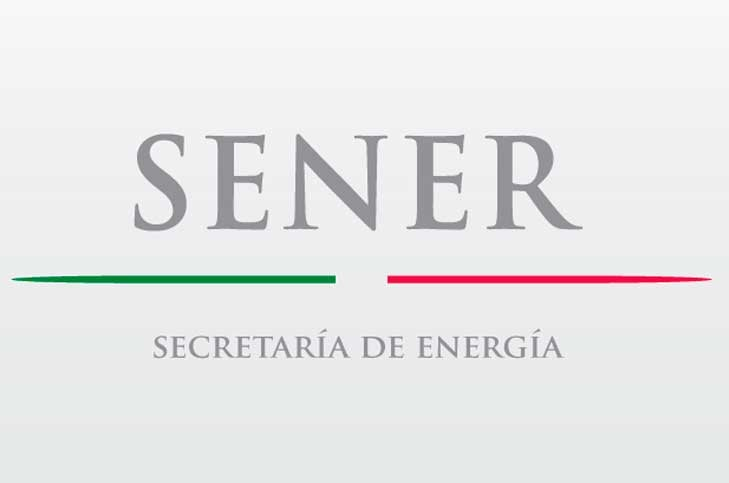 SENER
SECRETARÍA DE ENERGÍA